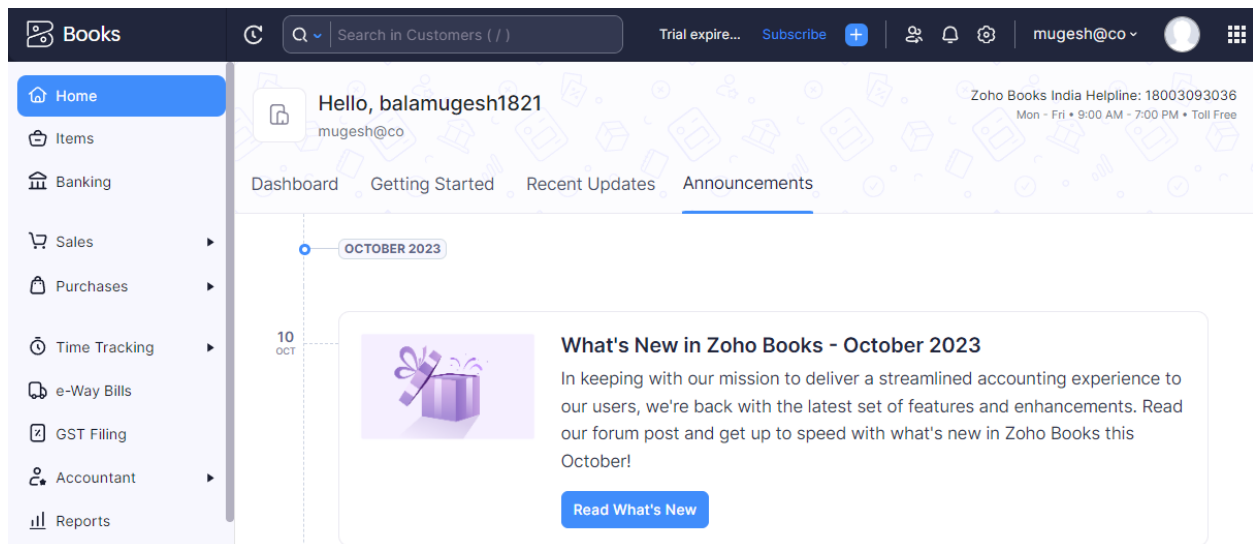 Books
Search in Customers ( / )
Trial expire... Subscribe
mugesh@co
Home
Items
Banking
Sales
Purchases
Time Tracking
e-Way Bills
GST Filing
Accountant
Reports
Hello, balamugesh1821
mugesh@co
Zoho Books India Helpline: 18003093036
Mon - Fri • 9:00 AM - 7:00 PM • Toll Free
Dashboard Getting Started Recent Updates Announcements
OCTOBER 2023
10
OCT
What's New in Zoho Books - October 2023
In keeping with our mission to deliver a streamlined accounting experience to
our users, we're back with the latest set of features and enhancements. Read
our forum post and get up to speed with what's new in Zoho Books this
October!
Read What's New